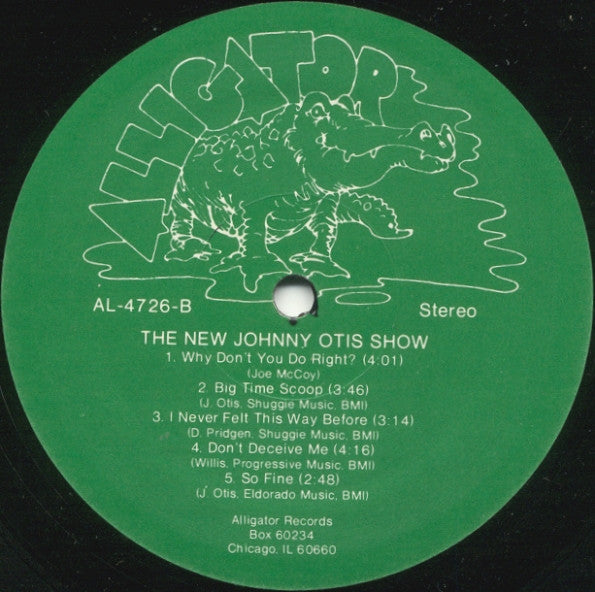 ALLIGATOR
AL-4726-B
Stereo
THE NEW JOHNNY OTIS SHOW
1. Why Don't You Do Right? (4:01)
(Joe McCoy)
2. Big Time Scoop (3:46)
(J. Otis, Shuggie Music, BMI)
3. I Never Felt This Way Before (3:14)
(D. Pridgen, Shuggie Music, BMI)
4. Don't Deceive Me (4:16)
(Willis, Progressive Music, BMI)
5. So Fine (2:48)
(J. Otis, Eldorado Music, BMI)
Alligator Records
Box 60234
Chicago, IL 60660